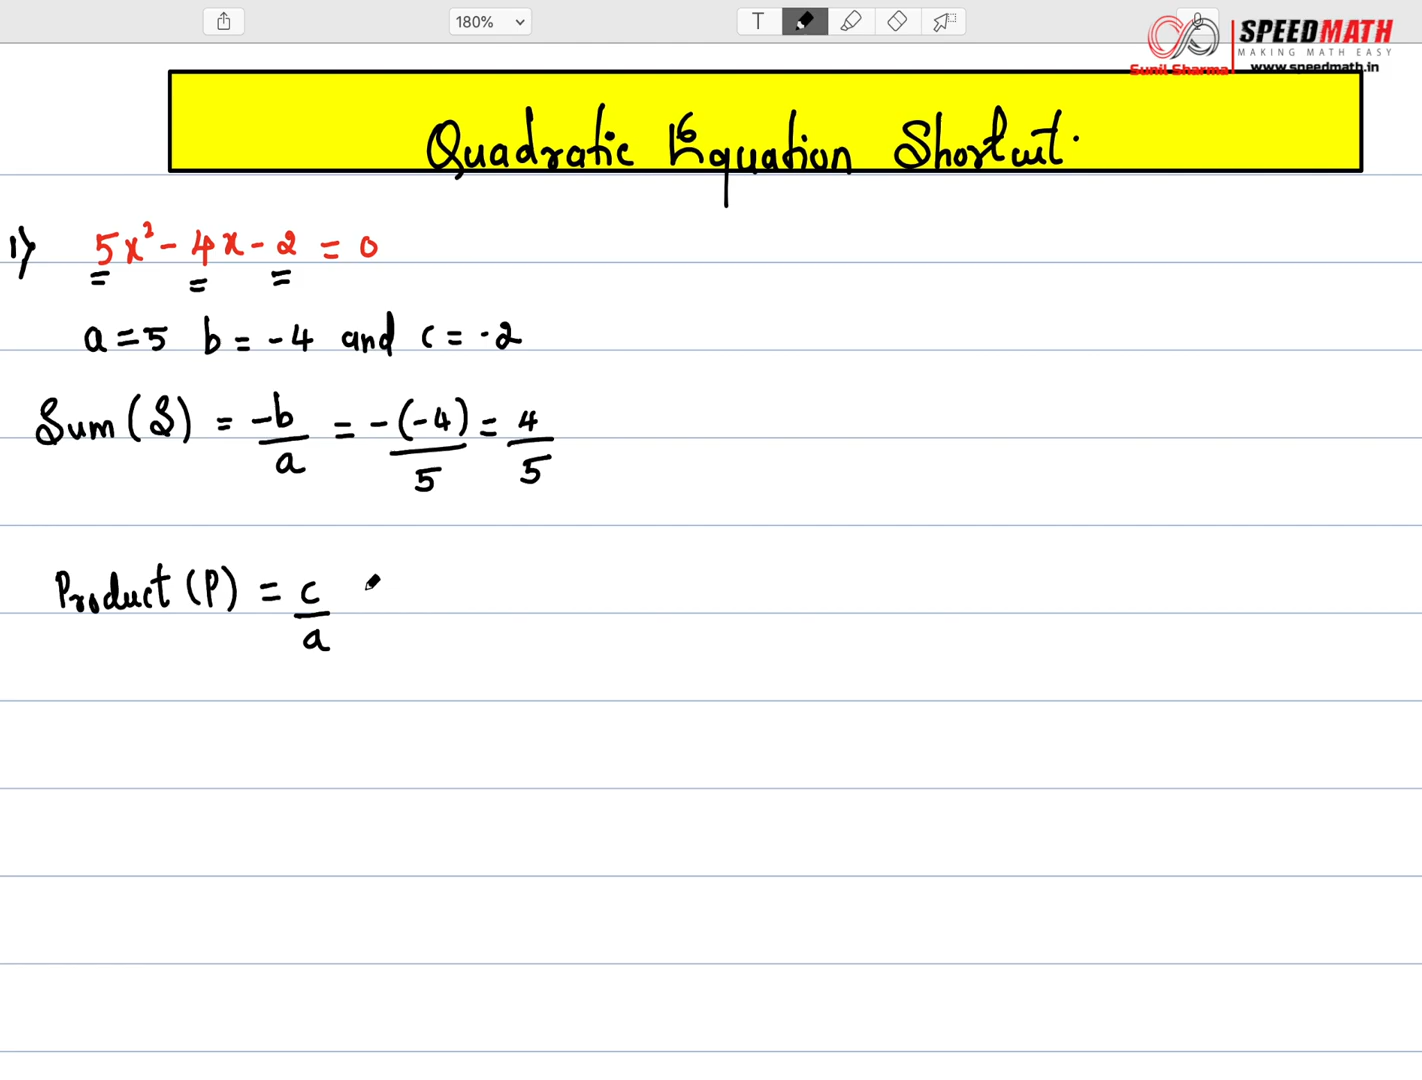 180%
T
SPEEDMATH
MAKING MATH EASY
Sunil Sharma
www.speedmath.in
Quadratic Equation Shortcut.
1) 5x² - 4x - 2 = 0
a = 5 b = -4 and c = -2
Sum (S) = -b/a = -(-4)/5 = 4/5
Product (P) = c/a